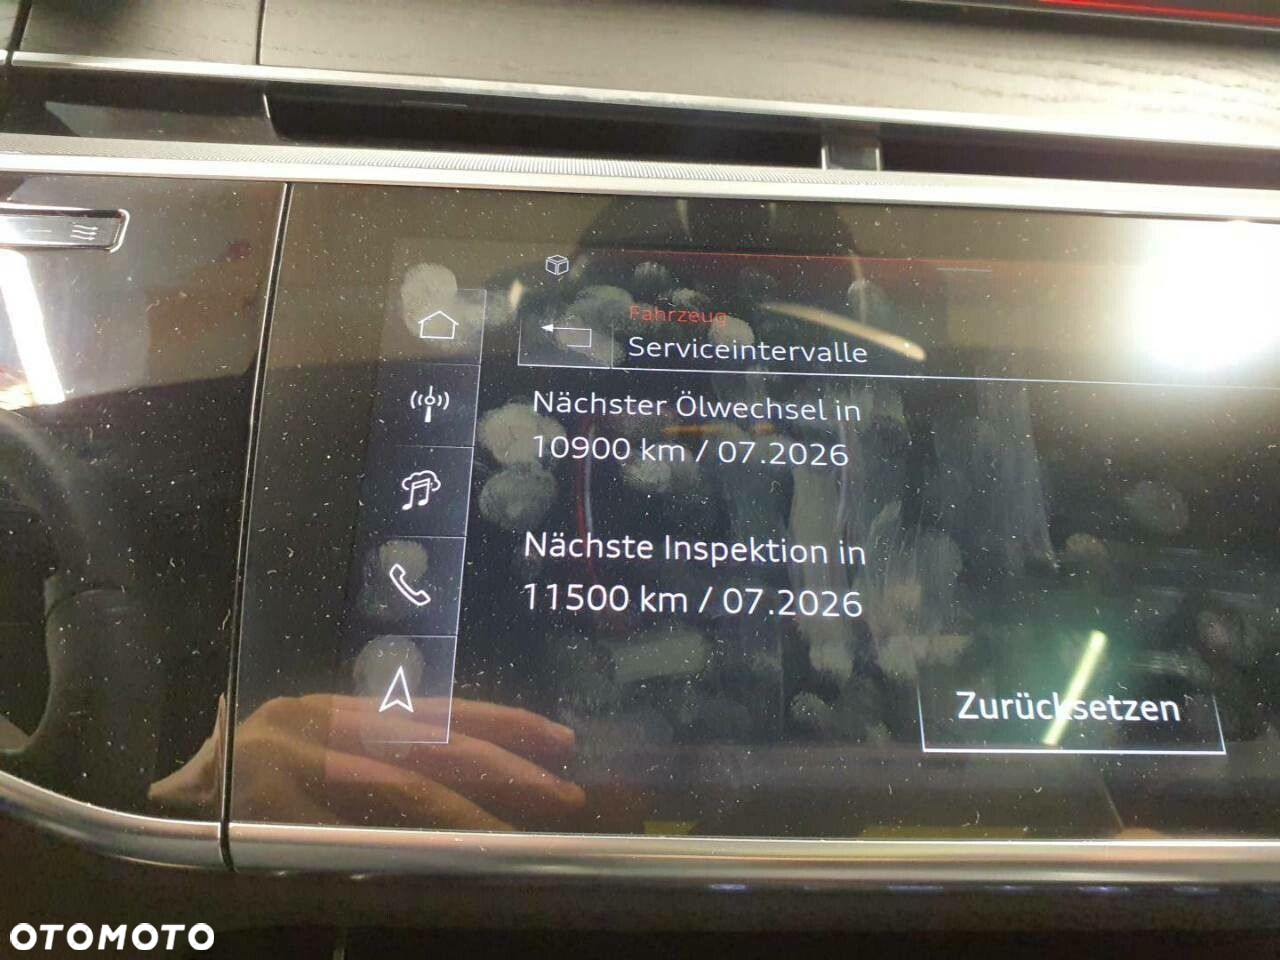 Fahrzeug
Serviceintervalle
Nächster Ölwechsel in
10900 km / 07.2026
Nächste Inspektion in
11500 km / 07.2026
Zurücksetzen
OTOMOTO